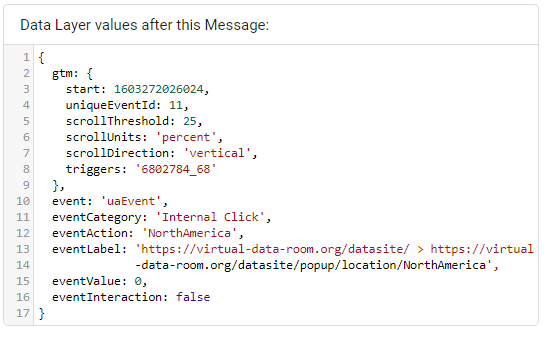 Data Layer values after this Message:
1 {
2 gtm: {
3 start: 1603272026024,
4 uniqueEventId: 11,
5 scrollThreshold: 25,
6 scrollUnits: 'percent',
7 scrollDirection: 'vertical',
8 triggers: '6802784_68'
9 },
10 event: 'uaEvent',
11 eventCategory: 'Internal Click',
12 eventAction: 'NorthAmerica',
13 eventLabel: 'https://virtual-data-room.org/datasite/ > https://virtual
14 -data-room.org/datasite/popup/location/NorthAmerica',
15 eventValue: 0,
16 eventInteraction: false
17 }